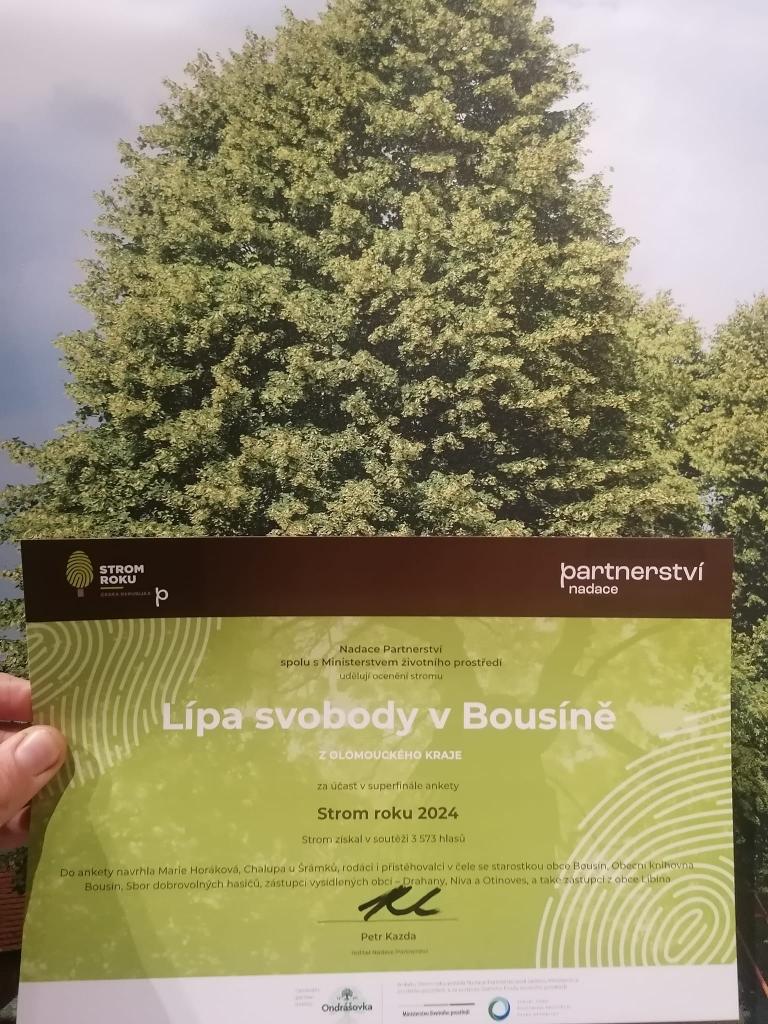 STROM
ROKU
ČESKÁ REPUBLIKA
partnerství
nadace
Nadace Partnerství
spolu s Ministerstvem životního prostředí
udělují ocenění stromu
Lípa svobody v Bousíně
Z OLOMOUCKÉHO KRAJE
za účast v superfinále ankety
Strom roku 2024
Strom získal v soutěži 3 573 hlasů
Do ankety navrhla Marie Horáková, Chalupa u Šrámků, rodáci i přistěhovalci v čele se starostkou obce Bousín, Obecní knihovna
Bousín, Sbor dobrovolných hasičů, zástupci vysídlených obcí – Drahany, Niva a Otinoves, a také zástupci z obce Libina
Petr Kazda
ředitel Nadace Partnerství
Ondrášovka
Ministerstvo životního prostředí